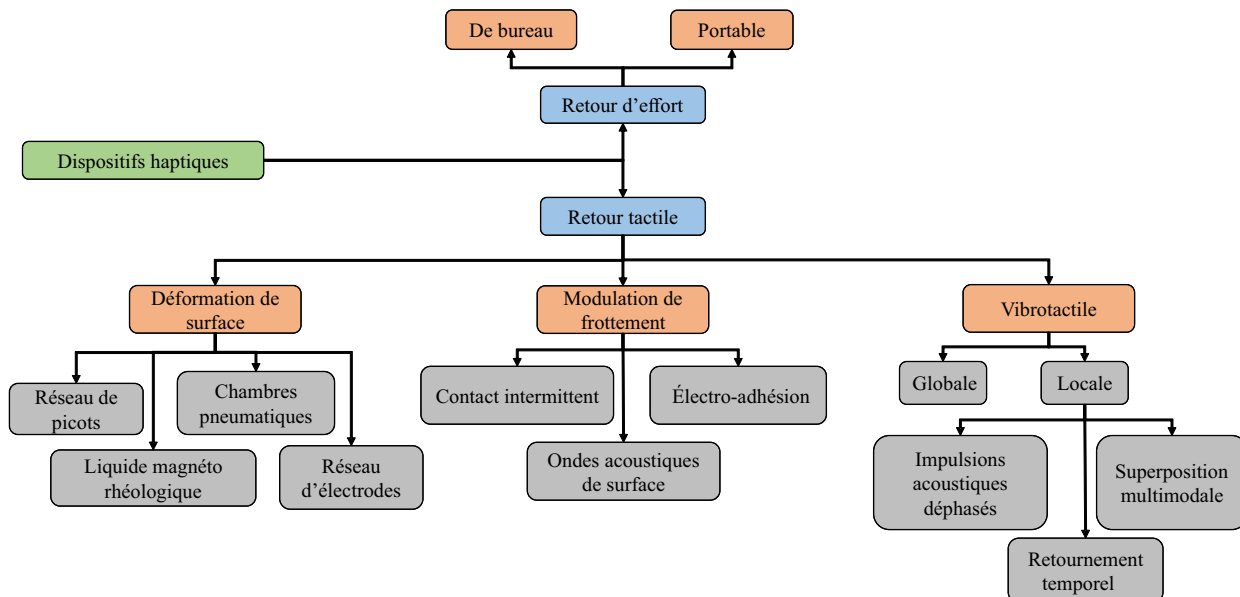 De bureau
Portable
Retour d’effort
Dispositifs haptiques
Retour tactile
Déformation de
surface
Modulation de
frottement
Vibrotactile
Réseau de
picots
Chambres
pneumatiques
Liquide magnéto
rhéologique
Réseau
d’électrodes
Contact intermittent
Électro-adhésion
Ondes acoustiques
de surface
Globale
Locale
Impulsions
acoustiques
déphasés
Superposition
multimodale
Retournement
temporel